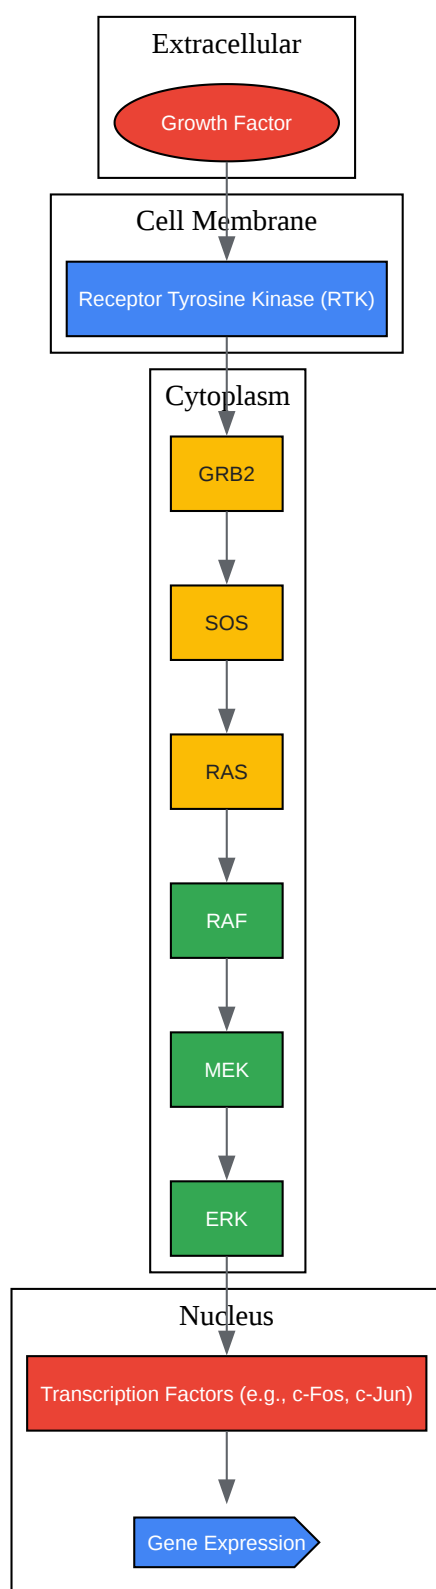 Extracellular
Growth Factor
Cell Membrane
Receptor Tyrosine Kinase (RTK)
Cytoplasm
GRB2
SOS
RAS
RAF
MEK
ERK
Nucleus
Transcription Factors (e.g., c-Fos, c-Jun)
Gene Expression